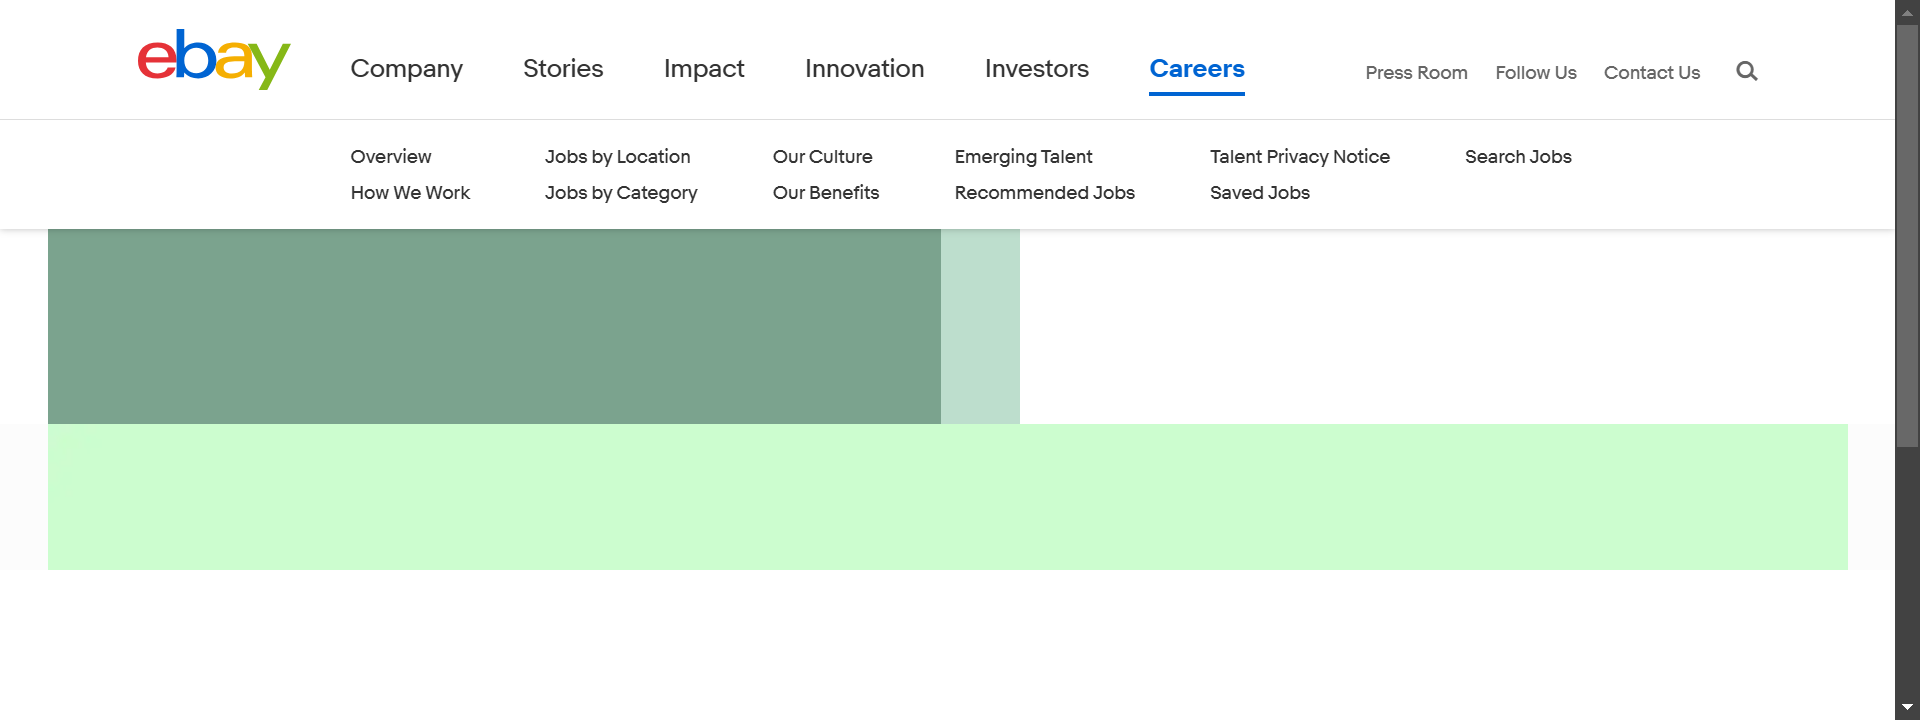 ebay
Company Stories Impact Innovation Investors Careers Press Room Follow Us Contact Us
Overview Jobs by Location Our Culture Emerging Talent Talent Privacy Notice Search Jobs
How We Work Jobs by Category Our Benefits Recommended Jobs Saved Jobs